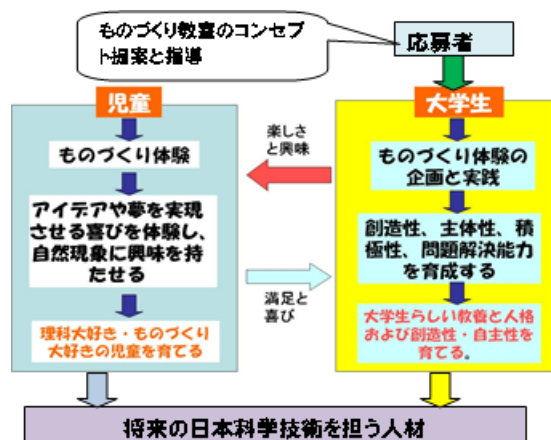 ものづくり教室のコンセプ
ト提案と指導
応募者
児童
ものづくり体験
アイデアや夢を実現
させる喜びを体験し、
自然現象に興味を持
たせる
理科大好き・ものづくり
大好きの児童を育てる
楽しさ
と興味
満足と
喜び
大学生
ものづくり体験の
企画と実践
創造性、主体性、積
極性、問題解決能力
を育成する
大学生らしい教養と人格
および創造性・自主性を
育てる。
将来の日本科学技術を担う人材